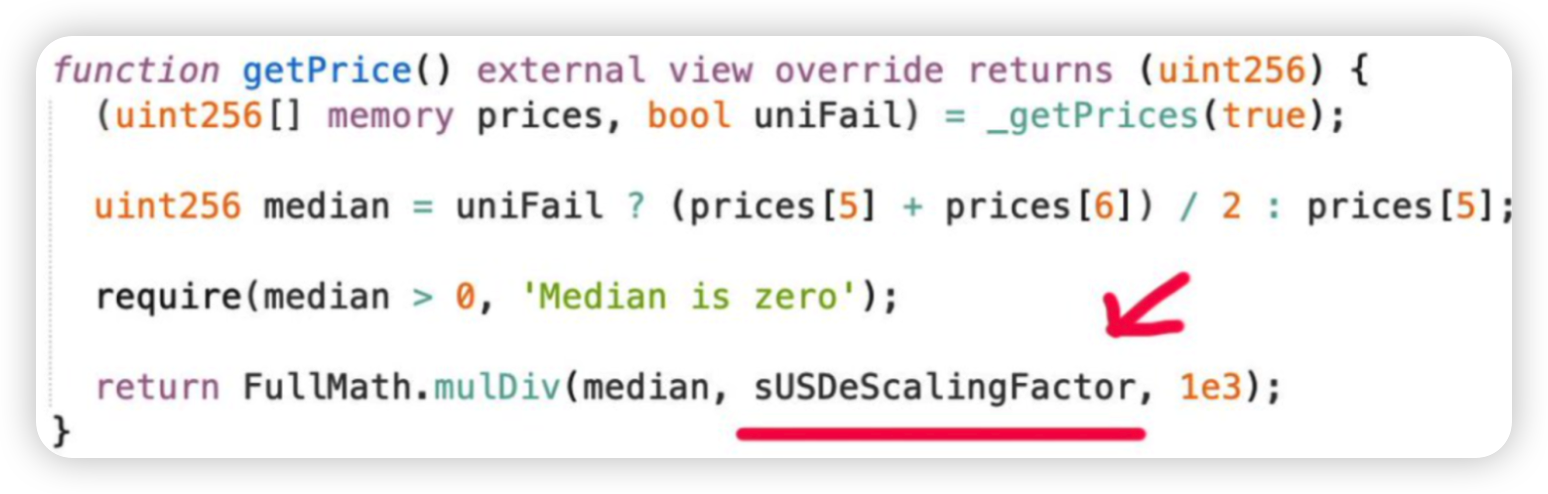 function getPrice() external view override returns (uint256) {
(uint256[] memory prices, bool uniFail) = _getPrices(true);
uint256 median = uniFail ? (prices[5] + prices[6]) / 2 : prices[5];
require(median > 0, 'Median is zero');
return FullMath.mulDiv(median, sUSDeScalingFactor, 1e3);
}